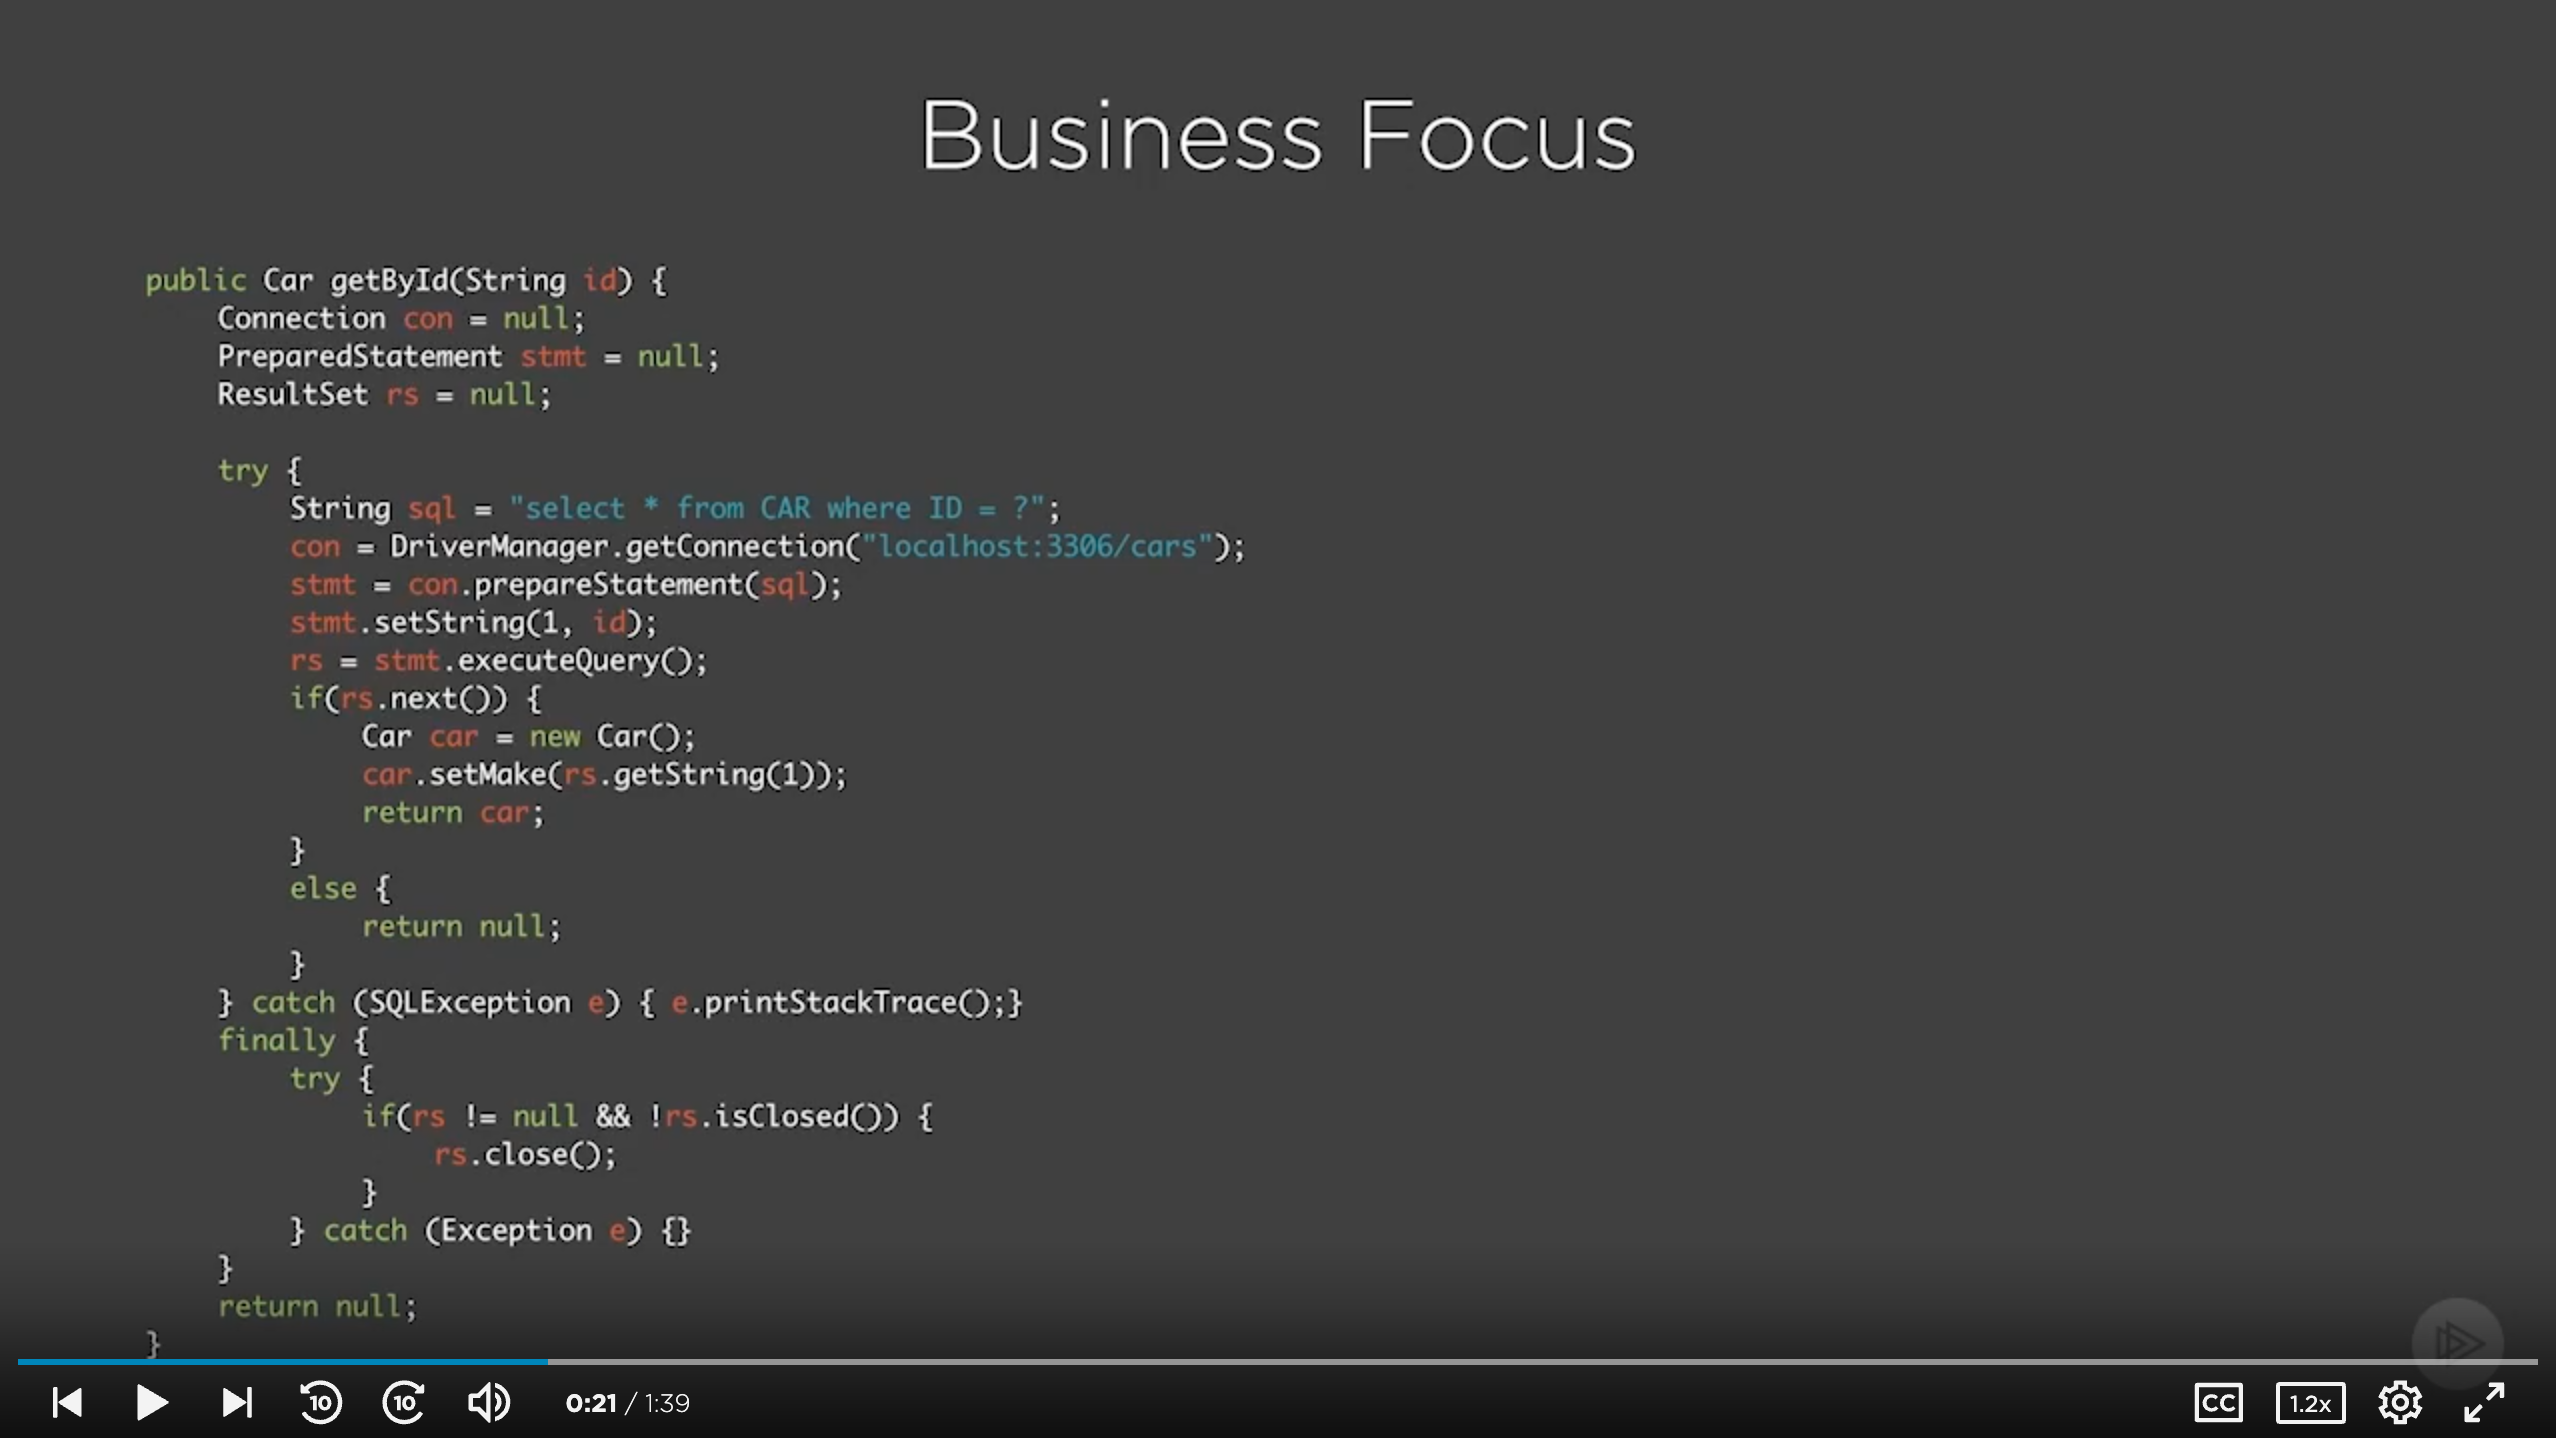 Business Focus
public Car getById(String id) {
Connection con = null;
PreparedStatement stmt = null;
ResultSet rs = null;
try {
String sql = "select * from CAR where ID = ?";
con = DriverManager.getConnection("localhost:3306/cars");
stmt = con.prepareStatement(sql);
stmt.setString(1, id);
rs = stmt.executeQuery();
if(rs.next()) {
Car car = new Car();
car.setMake(rs.getString(1));
return car;
}
else {
return null;
}
} catch (SQLException e) { e.printStackTrace();}
finally {
try {
if(rs != null && !rs.isClosed()) {
rs.close();
}
} catch (Exception e) {}
}
return null;
}
10 10 0:21 / 1:39 CC 1.2x